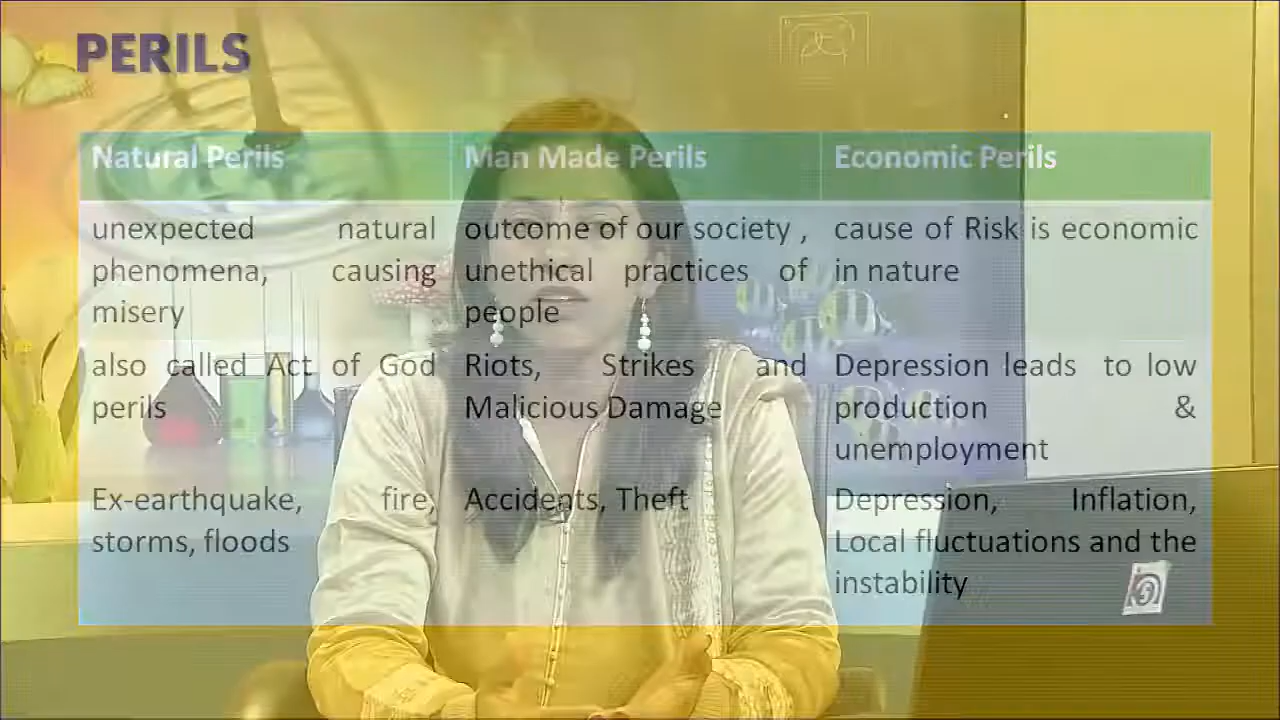 PERILS
Natural Perils
Man Made Perils
Economic Perils
unexpected natural
phenomena, causing
misery
outcome of our society ,
unethical practices of
people
cause of Risk is economic
in nature
also called Act of God
perils
Riots, Strikes and
Malicious Damage
Depression leads to low
production &
unemployment
Ex-earthquake, fire,
storms, floods
Accidents, Theft
Depression, Inflation,
Local fluctuations and the
instability